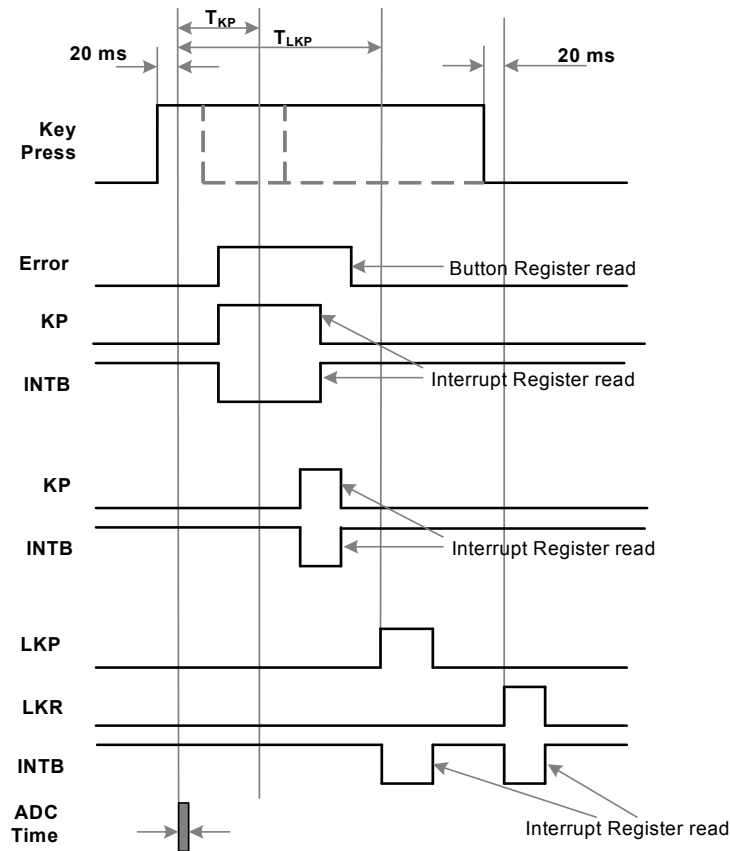 TKP
TLKP
20 ms
20 ms
Key
Press
Error
Button Register read
KP
Interrupt Register read
INTB
KP
INTB
Interrupt Register read
LKP
LKR
INTB
ADC
Time
Interrupt Register read